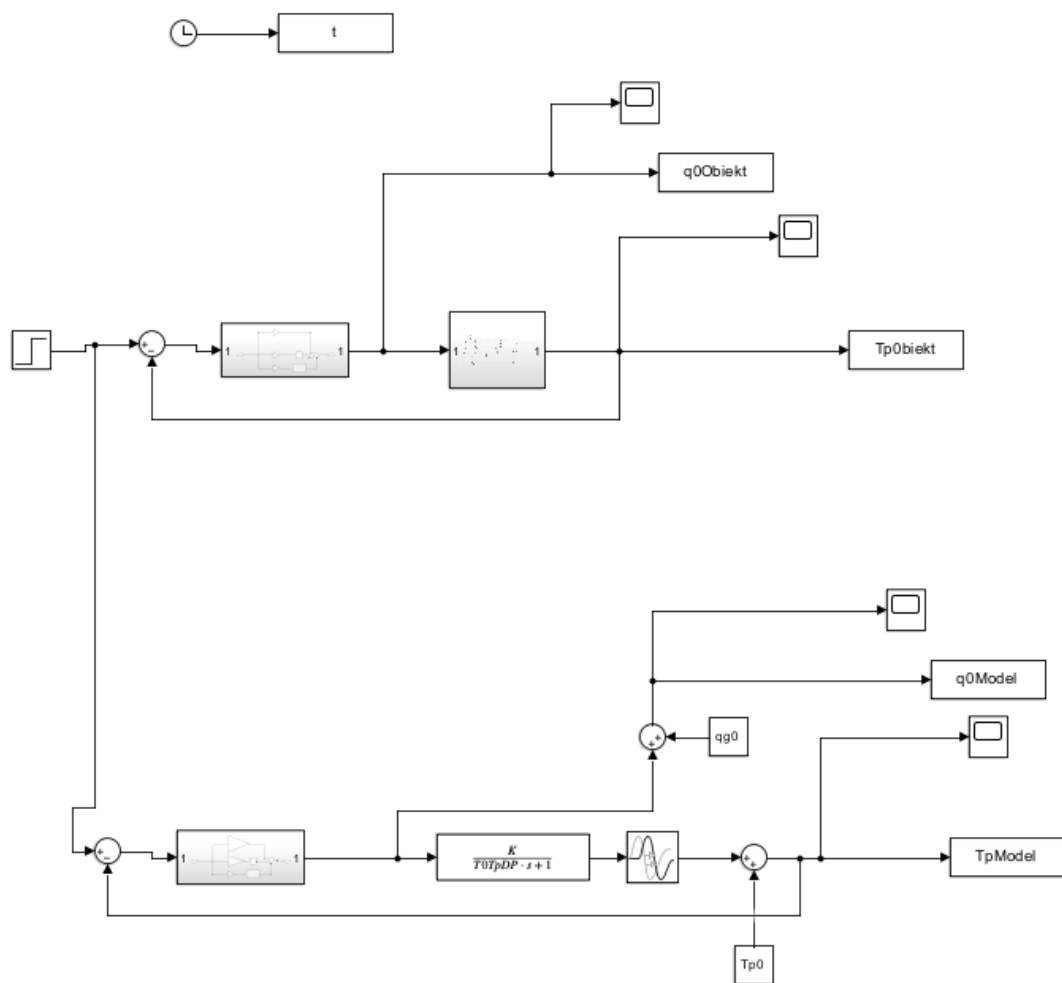 t
q0Obiekt
1 1
1 1
Tp0biekt
q0Model
qg0
1 1
K
T0TpDP · s + 1
TpModel
Tp0